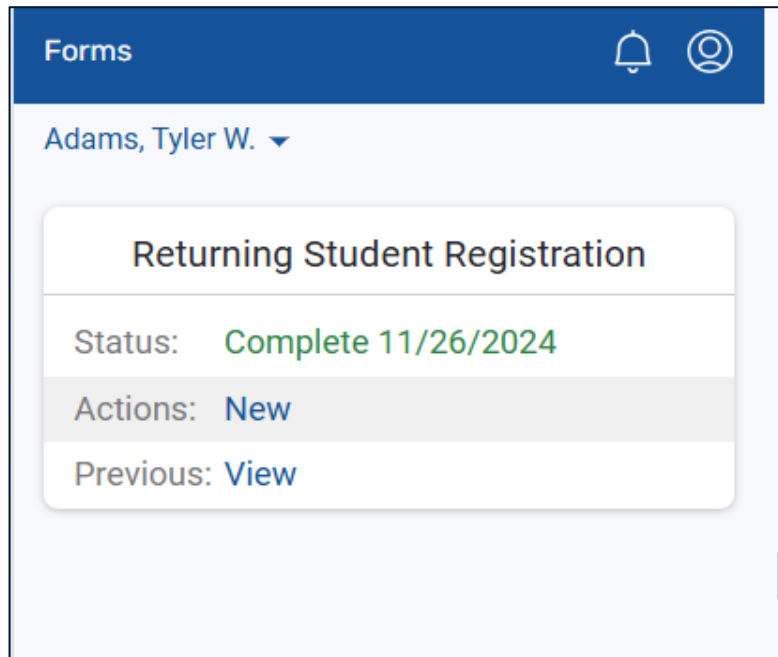 Forms
Adams, Tyler W.
Returning Student Registration
Status: Complete 11/26/2024
Actions: New
Previous: View